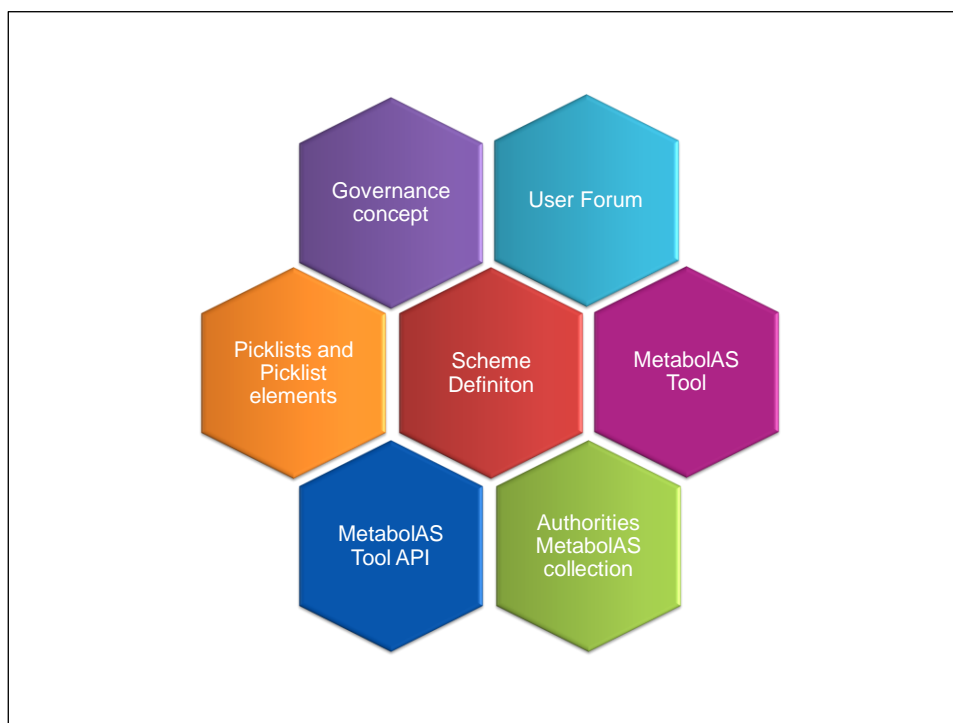 Governance
concept
User Forum
Picklists and
Picklist
elements
Scheme
Definiton
MetabolAS
Tool
MetabolAS
Tool API
Authorities
MetabolAS
collection